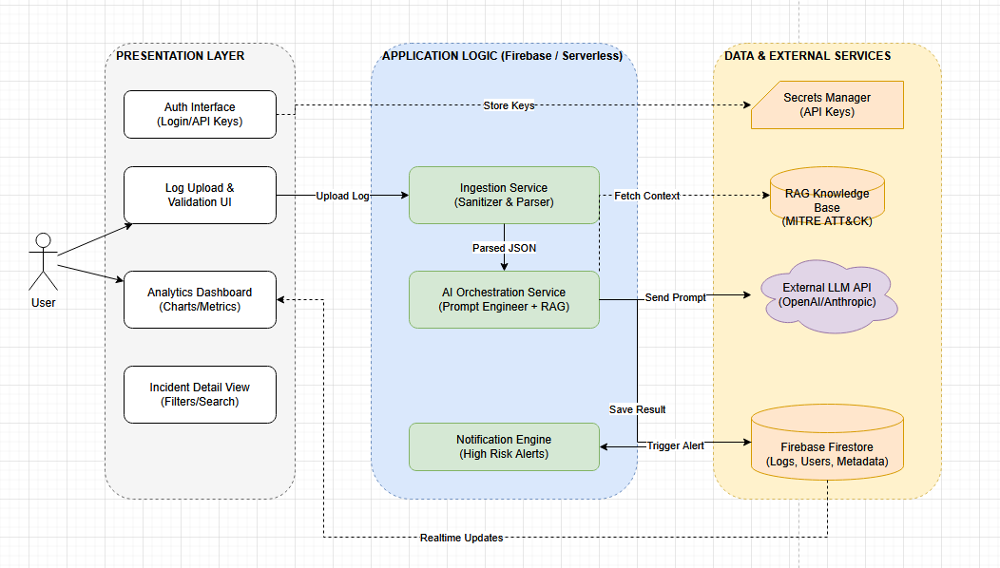 PRESENTATION LAYER
APPLICATION LOGIC (Firebase / Serverless)
DATA & EXTERNAL SERVICES
Auth Interface
(Login/API Keys)
Store Keys
Secrets Manager
(API Keys)
Log Upload &
Validation UI
Upload Log
Ingestion Service
(Sanitizer & Parser)
Fetch Context
RAG Knowledge
Base
(MITRE ATT&CK)
Parsed JSON
User
Analytics Dashboard
(Charts/Metrics)
AI Orchestration Service
(Prompt Engineer + RAG)
Send Prompt
External LLM API
(OpenAI/Anthropic)
Incident Detail View
(Filters/Search)
Save Result
Notification Engine
(High Risk Alerts)
Trigger Alert
Firebase Firestore
(Logs, Users, Metadata)
Realtime Updates